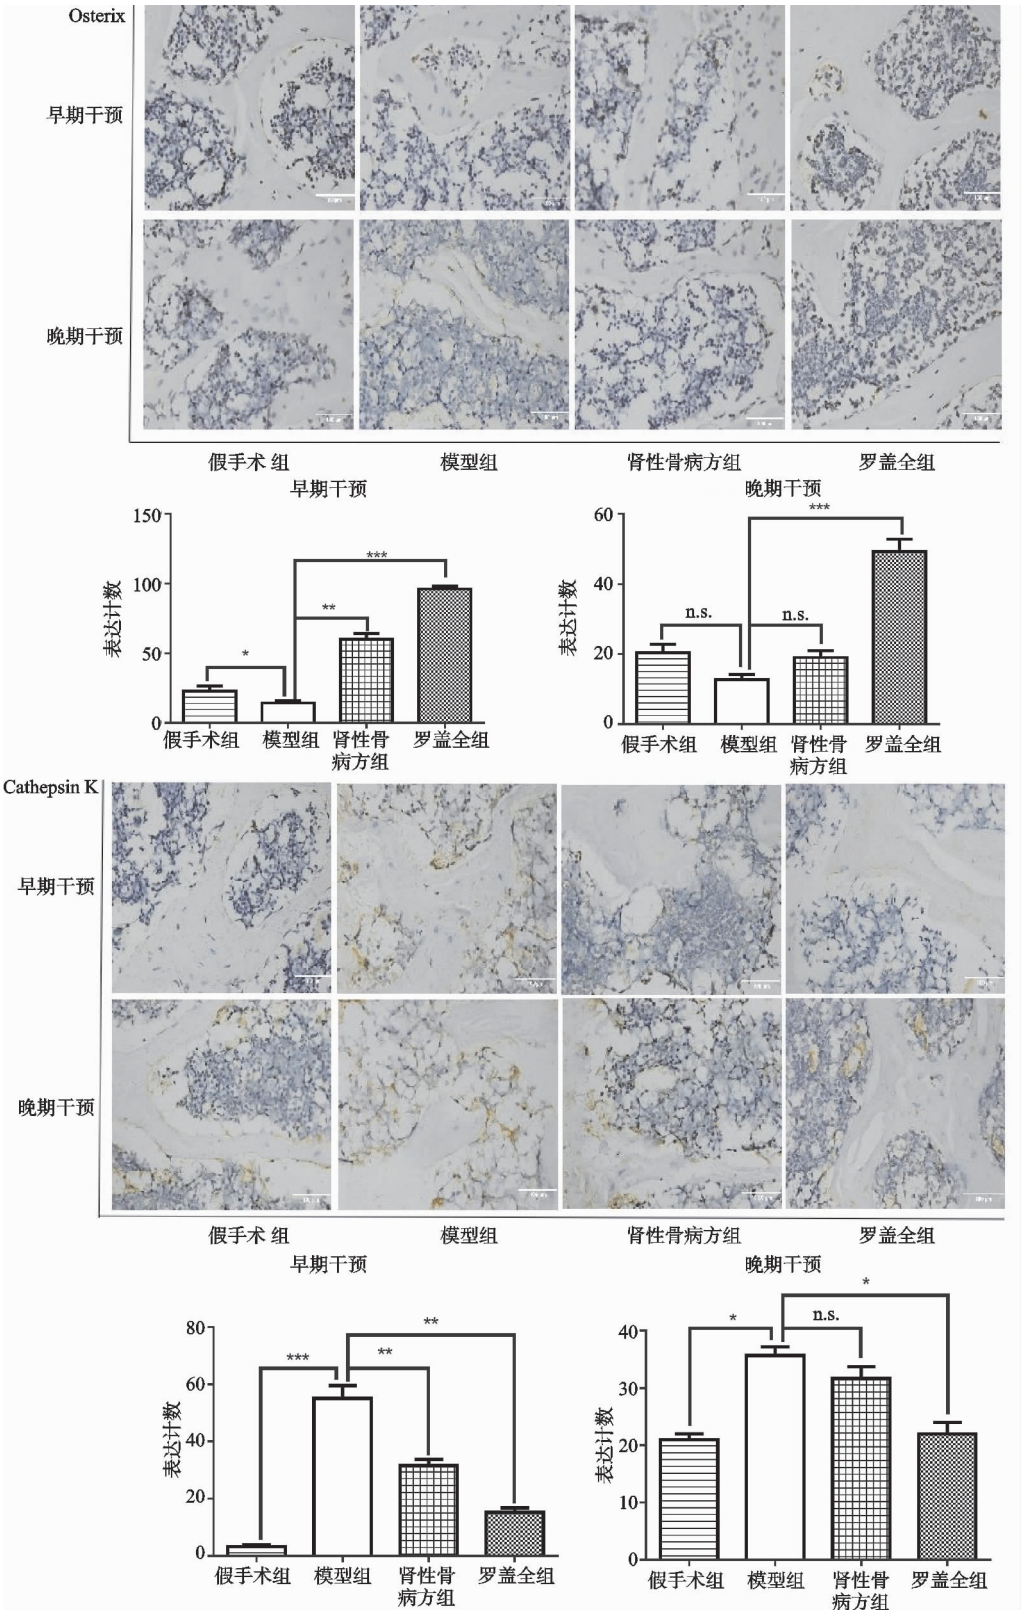 Osterix
早期干预
晚期干预
假手术 组 模型组 肾性骨病方组 罗盖全组
早期干预
150
100
50
0
表达计数
*
**
***
假手术组 模型组 肾性骨病方组 罗盖全组
晚期干预
60
40
20
0
表达计数
n.s.
n.s.
***
假手术组 模型组 肾性骨病方组 罗盖全组
Cathepsin K
早期干预
晚期干预
假手术 组 模型组 肾性骨病方组 罗盖全组
早期干预
80
60
40
20
0
表达计数
***
**
**
假手术组 模型组 肾性骨病方组 罗盖全组
晚期干预
40
30
20
10
0
表达计数
*
n.s.
*
假手术组 模型组 肾性骨病方组 罗盖全组